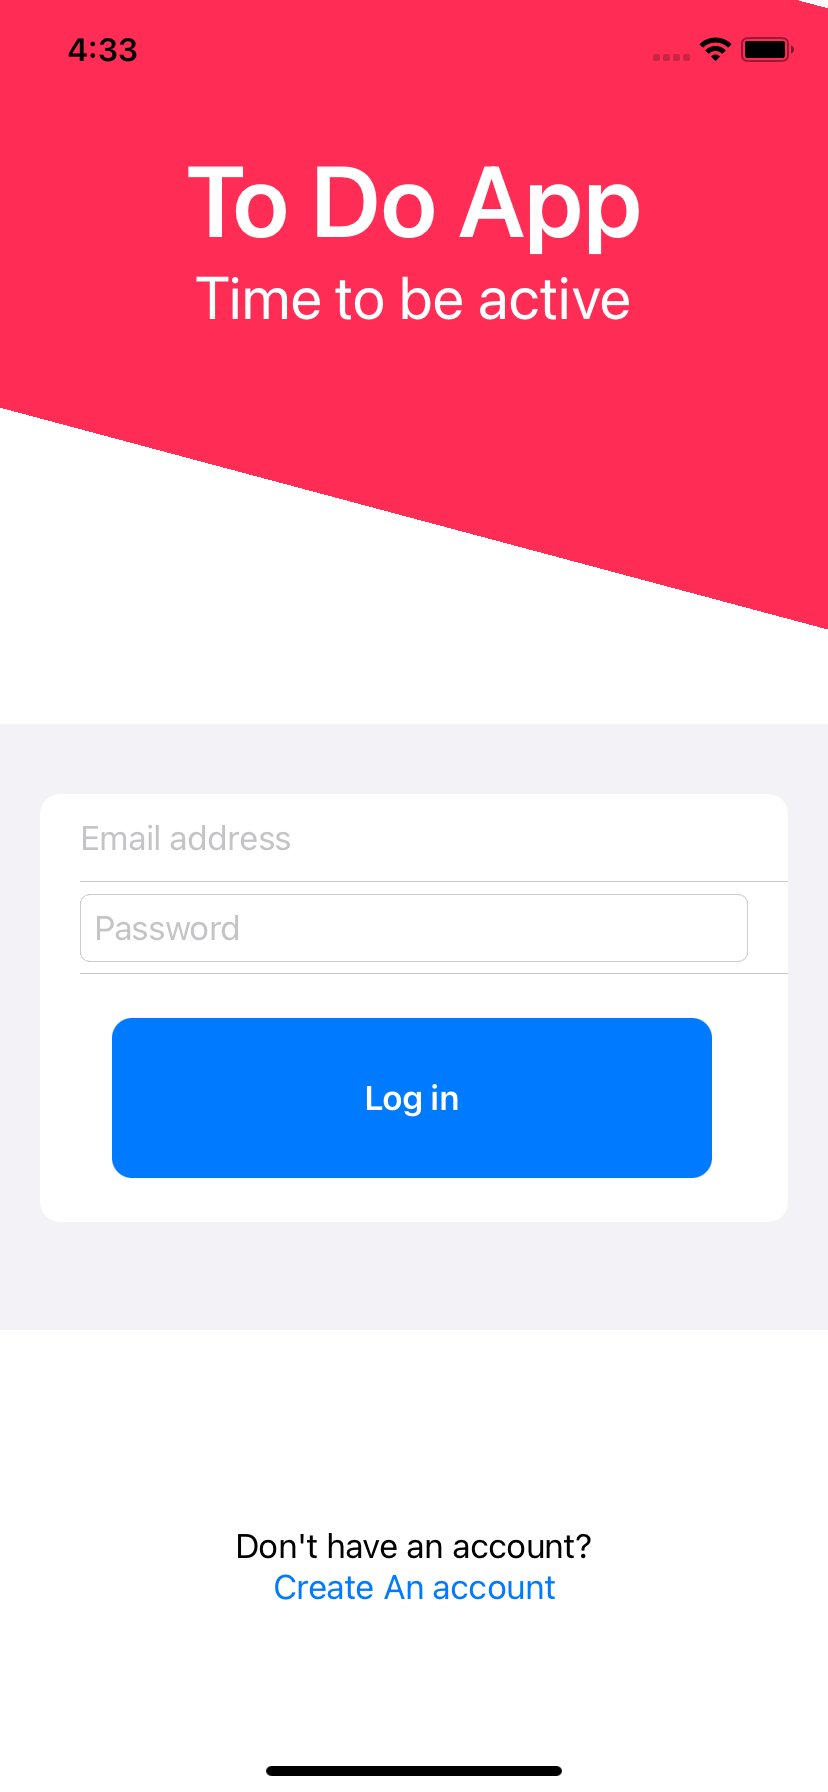 4:33
To Do App
Time to be active
Email address
Password
Log in
Don't have an account?
Create An account